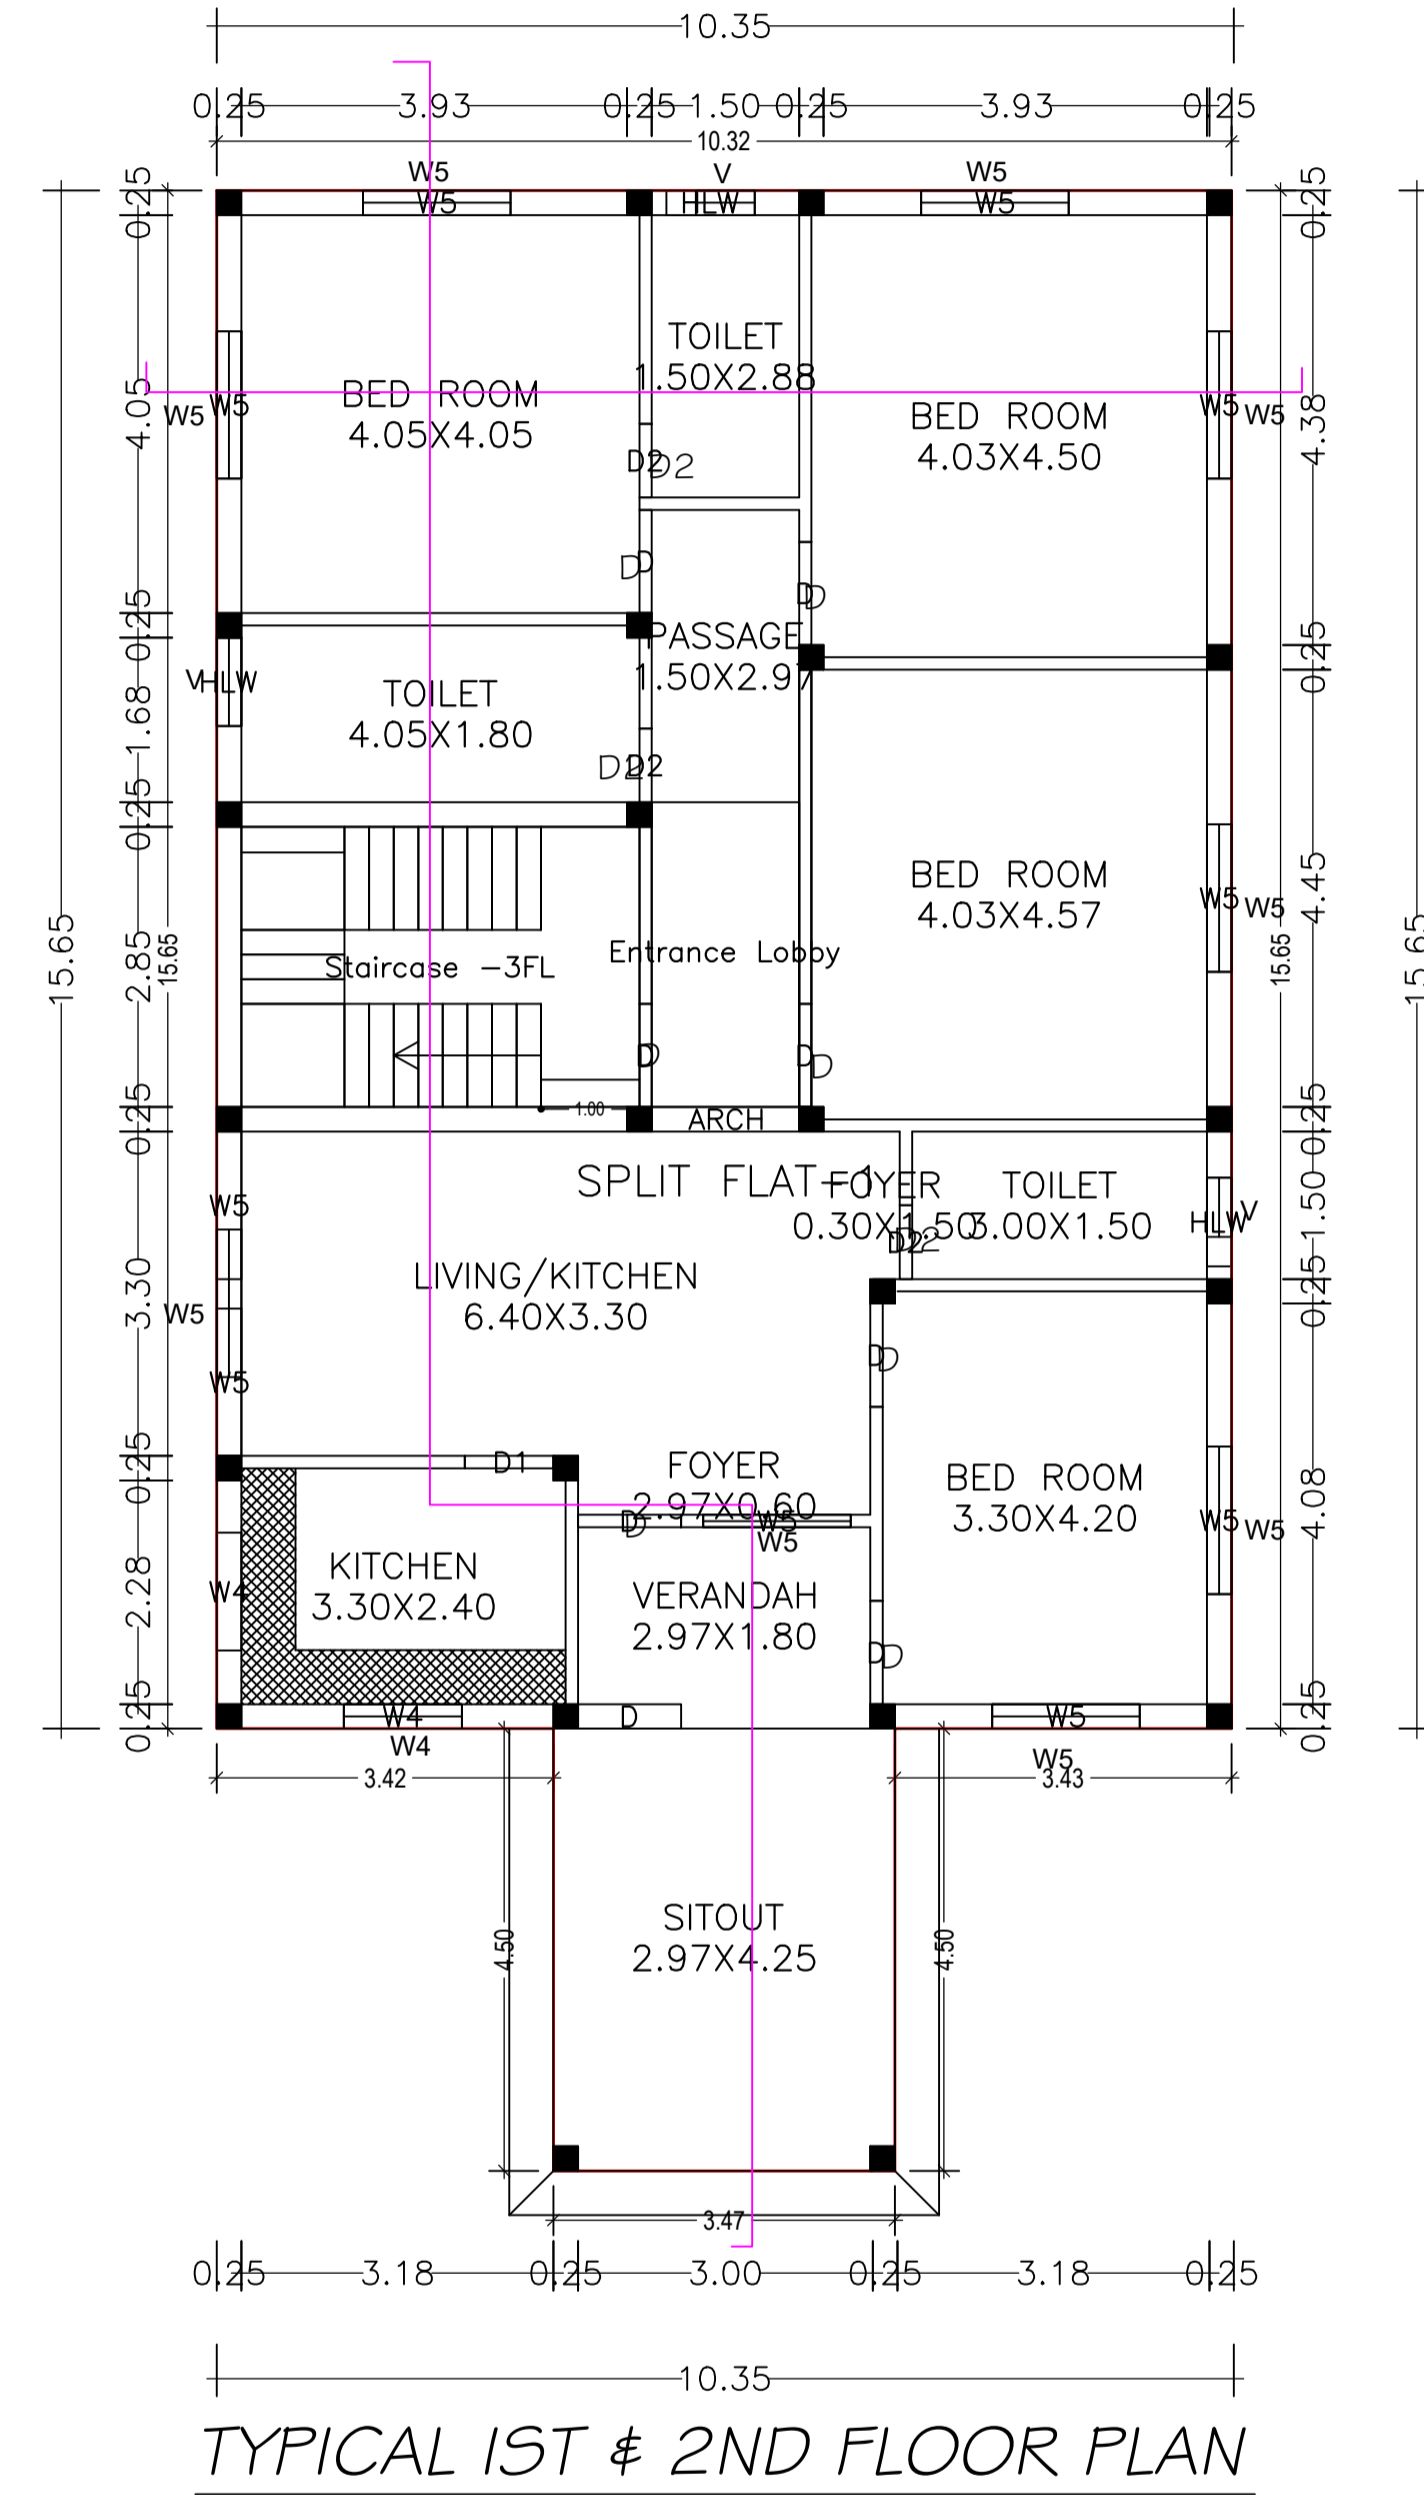 10.35
0.25 3.93 0.25 1.50 0.25 3.93 0.25
10.32
W5 V W5
W5 HLW W5
0.25
0.25
TOILET
1.50X2.88
BED ROOM
4.05X4.05
BED ROOM
4.03X4.50
4.05
W5 W5
W5 W5
4.38
D2 D2
D D
D D
0.25
0.25
PASSAGE
1.50X2.97
V HLW
TOILET
4.05X1.80
1.68
D2 D2
0.25
BED ROOM
4.03X4.57
W5 W5
4.45
15.65
2.85
15.65
Staircase -3FL
Entrance Lobby
15.65
15.65
D D
D D
1.00
ARCH
0.25
0.25
SPLIT FLAT-1
FOYER
0.30X1.50
TOILET
3.00X1.50
W5
HLW V
1.50
D2 D2
LIVING/KITCHEN
6.40X3.30
3.30
W5
0.25
D D
W5
0.25
D1
FOYER
2.97X0.60
BED ROOM
3.30X4.20
D D
W5
W5
W5 W5
4.08
KITCHEN
3.30X2.40
2.28
W4
VERANDAH
2.97X1.80
D D
0.25
W4
D
W5
0.25
W4
W5
3.42
3.43
SITOUT
2.97X4.25
4.50
4.50
3.47
0.25 3.18 0.25 3.00 0.25 3.18 0.25
10.35
TYPICAL IST & 2ND FLOOR PLAN